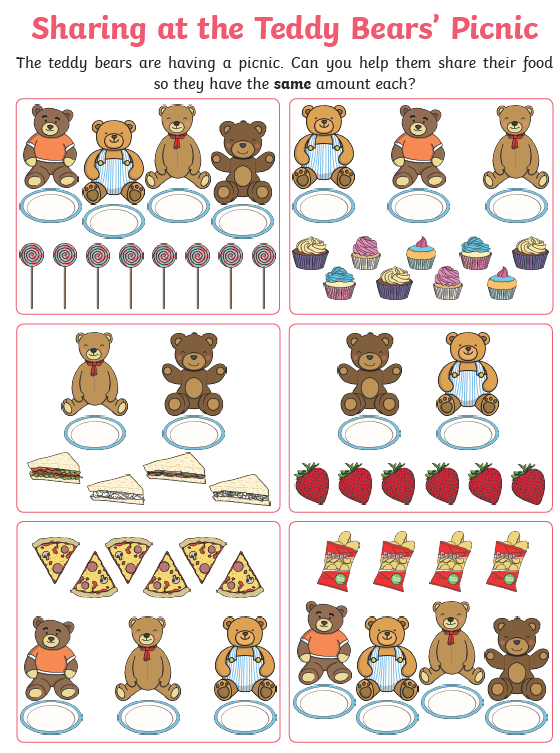 Sharing at the Teddy Bears’ Picnic
The teddy bears are having a picnic. Can you help them share their food
so they have the same amount each?